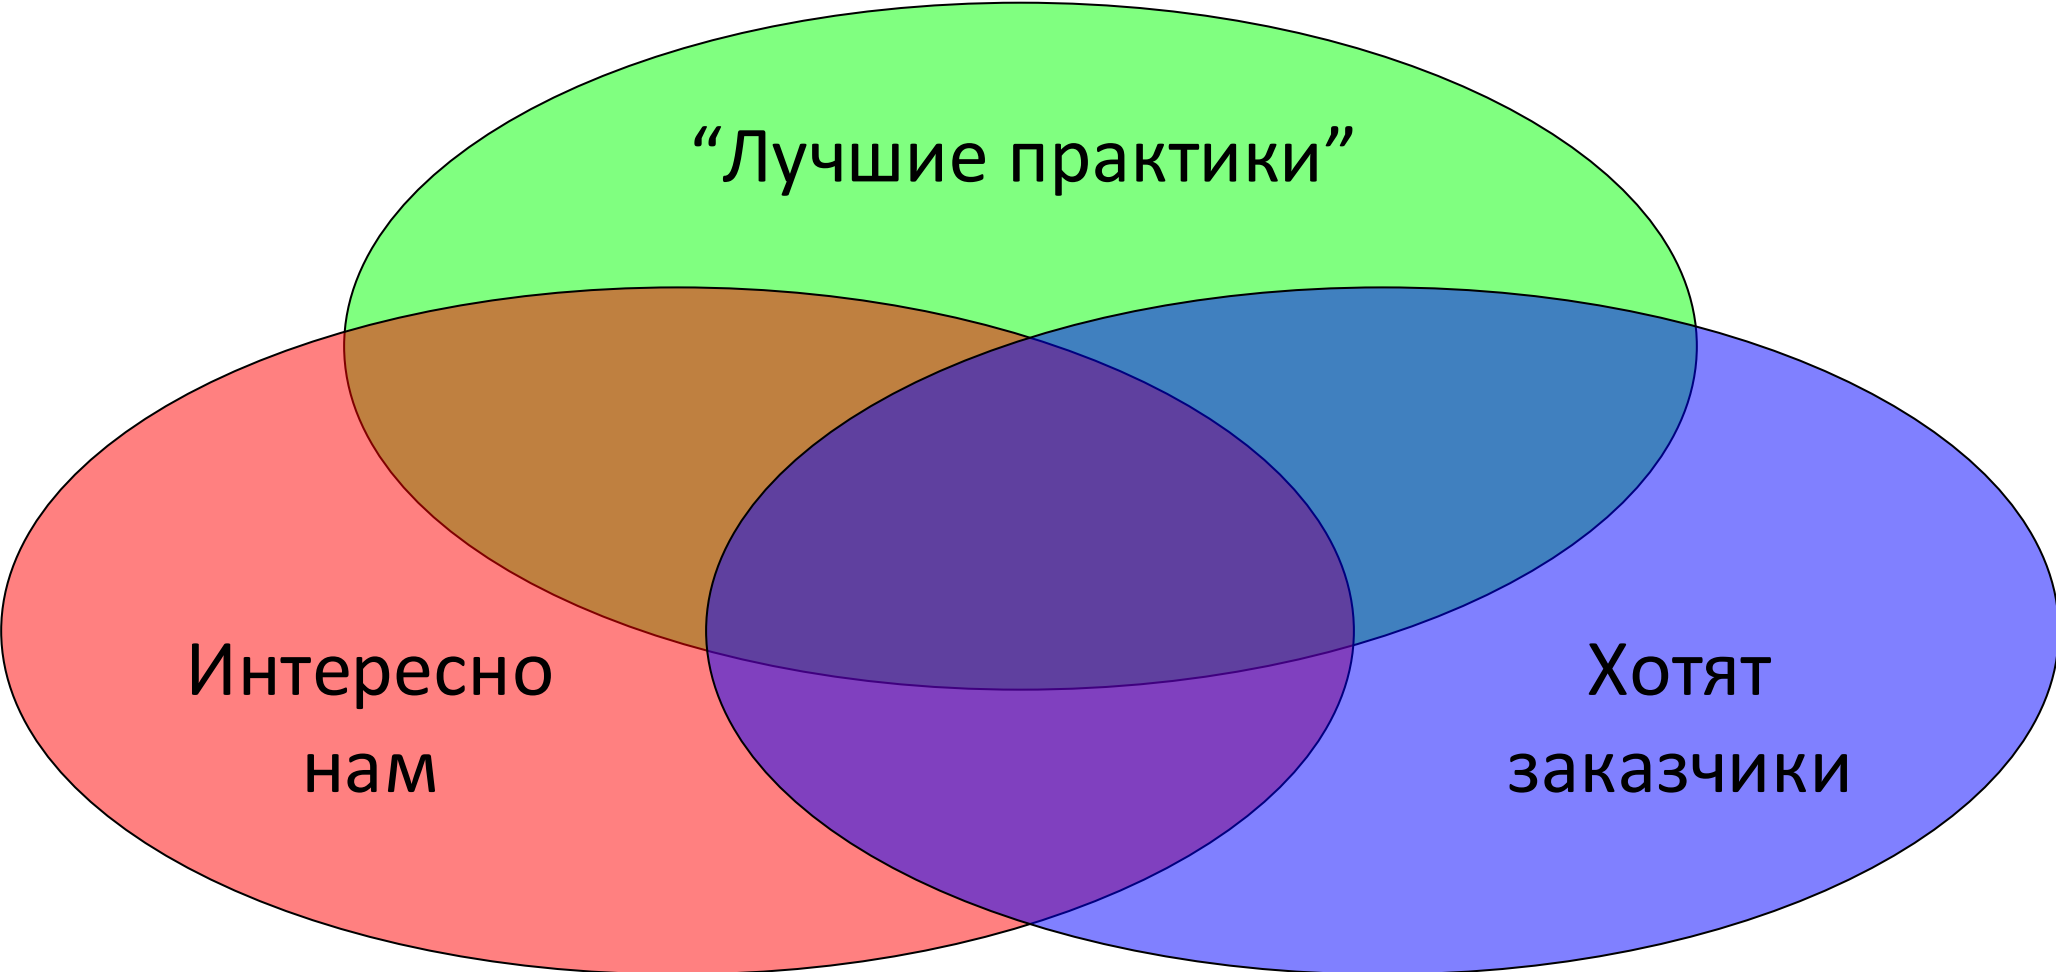 “Лучшие практики”
Интересно
нам
Хотят
заказчики